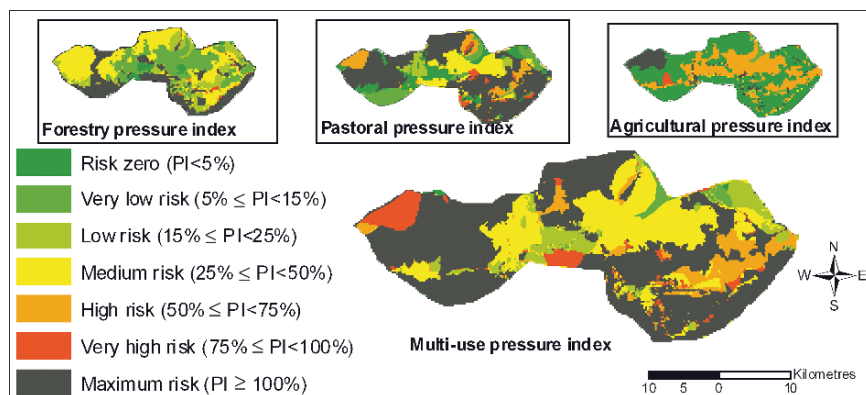 Forestry pressure index
Pastoral pressure index
Agricultural pressure index
Risk zero (PI<5%)
Very low risk (5% ≤ PI<15%)
Low risk (15% ≤ PI<25%)
Medium risk (25% ≤ PI<50%)
High risk (50% ≤ PI<75%)
Very high risk (75% ≤ PI<100%)
Maximum risk (PI ≥ 100%)
Multi-use pressure index
N
W E
S
Kilometres
10 5 0 10